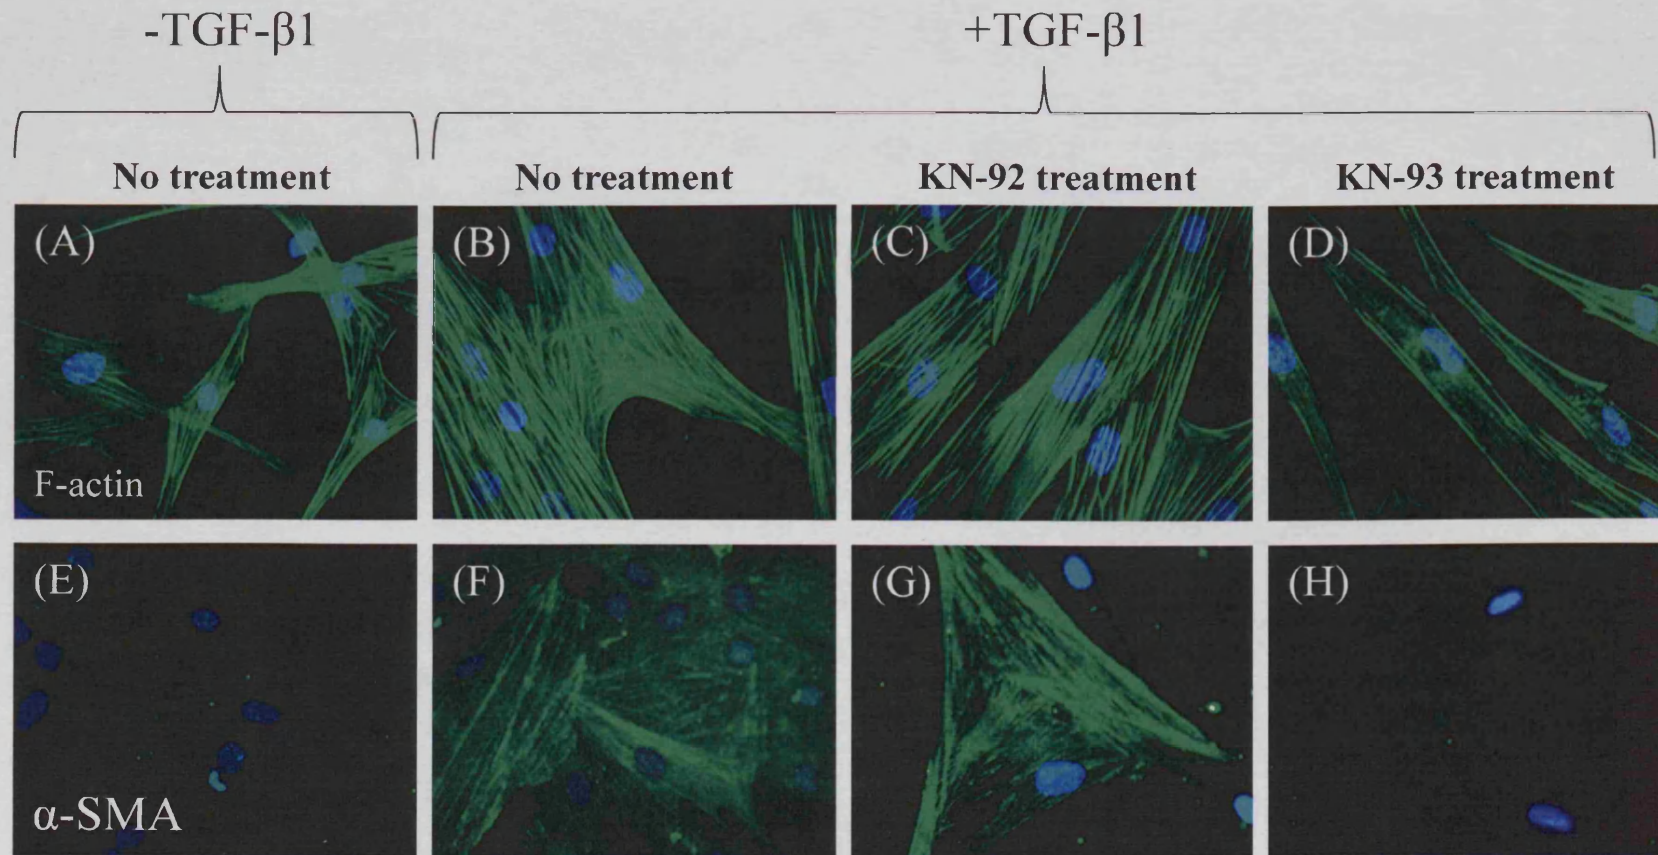 -TGF-β1 +TGF-β1
No treatment No treatment KN-92 treatment KN-93 treatment
(A) (B) (C) (D)
F-actin
(E) (F) (G) (H)
α-SMA